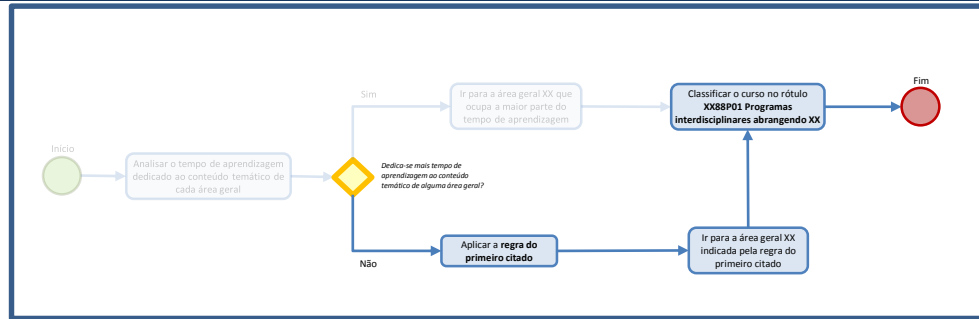 Início
Analisar o tempo de aprendizagem
dedicado ao conteúdo temático de
cada área geral
Dedica-se mais tempo de
aprendizagem ao conteúdo
temático de alguma área geral?
Sim
Ir para a área geral XX que
ocupa a maior parte do
tempo de aprendizagem
Não
Aplicar a regra do
primeiro citado
Ir para a área geral XX
indicada pela regra do
primeiro citado
Classificar o curso no rótulo
XX88P01 Programas
interdisciplinares abrangendo XX
Fim